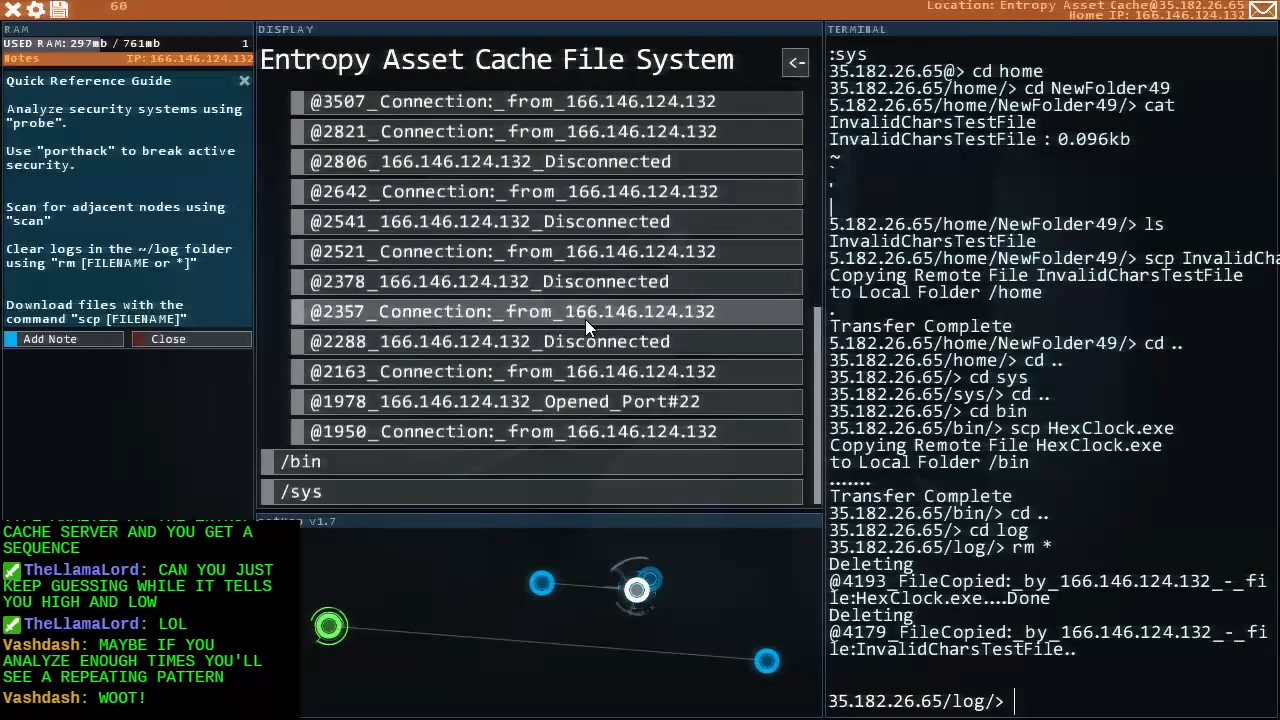 60
Location: Entropy Asset Cache@35.182.26.65
Home IP: 166.146.124.132
RAM
USED RAM: 297mb / 761mb 1
Notes IP: 166.146.124.132
Quick Reference Guide
Analyze security systems using
"probe".
Use "porthack" to break active
security.
Scan for adjacent nodes using
"scan"
Clear logs in the ~/log folder
using "rm [FILENAME or *]"
Download files with the
command "scp [FILENAME]"
Add Note
Close
CACHE SERVER AND YOU GET A
SEQUENCE
TheLlamaLord: CAN YOU JUST
KEEP GUESSING WHILE IT TELLS
YOU HIGH AND LOW
TheLlamaLord: LOL
Vashdash: MAYBE IF YOU
ANALYZE ENOUGH TIMES YOU'LL
SEE A REPEATING PATTERN
Vashdash: WOOT!
DISPLAY
Entropy Asset Cache File System
<-
@3507_Connection:_from_166.146.124.132
@2821_Connection:_from_166.146.124.132
@2806_166.146.124.132_Disconnected
@2642_Connection:_from_166.146.124.132
@2541_166.146.124.132_Disconnected
@2521_Connection:_from_166.146.124.132
@2378_166.146.124.132_Disconnected
@2357_Connection:_from_166.146.124.132
@2288_166.146.124.132_Disconnected
@2163_Connection:_from_166.146.124.132
@1978_166.146.124.132_Opened_Port#22
@1950_Connection:_from_166.146.124.132
/bin
/sys
v1.7
TERMINAL
:sys
35.182.26.65@> cd home
35.182.26.65/home/> cd NewFolder49
5.182.26.65/home/NewFolder49/> cat
InvalidCharsTestFile
InvalidCharsTestFile : 0.096kb
~
'
|
5.182.26.65/home/NewFolder49/> ls
InvalidCharsTestFile
5.182.26.65/home/NewFolder49/> scp InvalidCha
Copying Remote File InvalidCharsTestFile
to Local Folder /home
.
Transfer Complete
5.182.26.65/home/NewFolder49/> cd ..
35.182.26.65/home/> cd ..
35.182.26.65/> cd sys
35.182.26.65/sys/> cd ..
35.182.26.65/> cd bin
35.182.26.65/bin/> scp HexClock.exe
Copying Remote File HexClock.exe
to Local Folder /bin
.......
Transfer Complete
35.182.26.65/bin/> cd ..
35.182.26.65/> cd log
35.182.26.65/log/> rm *
Deleting
@4193_FileCopied:_by_166.146.124.132_-_fi
le:HexClock.exe....Done
Deleting
@4179_FileCopied:_by_166.146.124.132_-_fi
le:InvalidCharsTestFile..
35.182.26.65/log/>